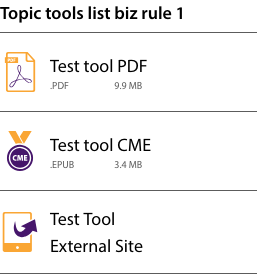 Topic tools list biz rule 1
PDF
Test tool PDF
.PDF 9.9 MB
CME
Test tool CME
.EPUB 3.4 MB
Test Tool
External Site